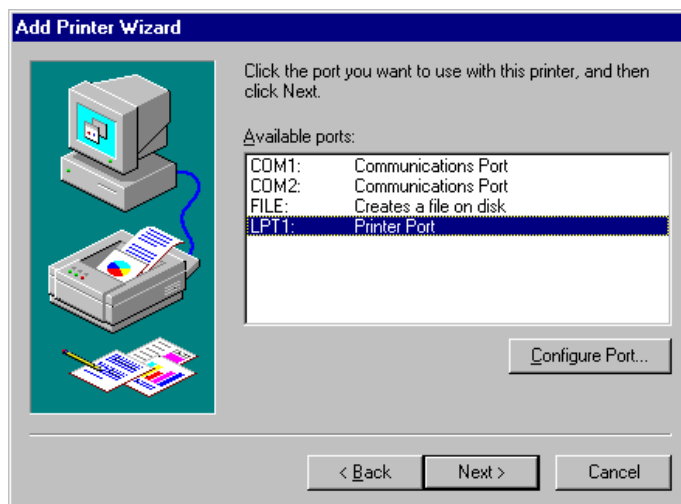 Add Printer Wizard
Click the port you want to use with this printer, and then
click Next.
Available ports:
COM1: Communications Port
COM2: Communications Port
FILE: Creates a file on disk
LPT1: Printer Port
Configure Port...
< Back Next > Cancel